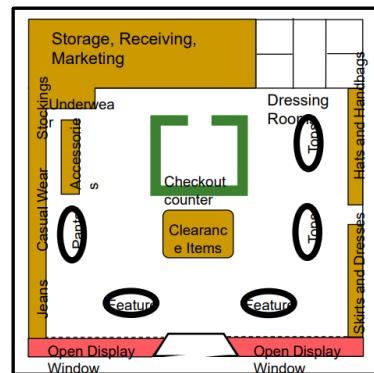 Storage, Receiving,
Marketing
Stockings
Underwea
r
Dressing
Rooms
Hats and Handbags
Accessorie
s
Tops
Checkout
counter
Casual Wear
Pants
Clearanc
e Items
Tops
Skirts and Dresses
Jeans
Feature
Feature
Open Display
Window
Open Display
Window